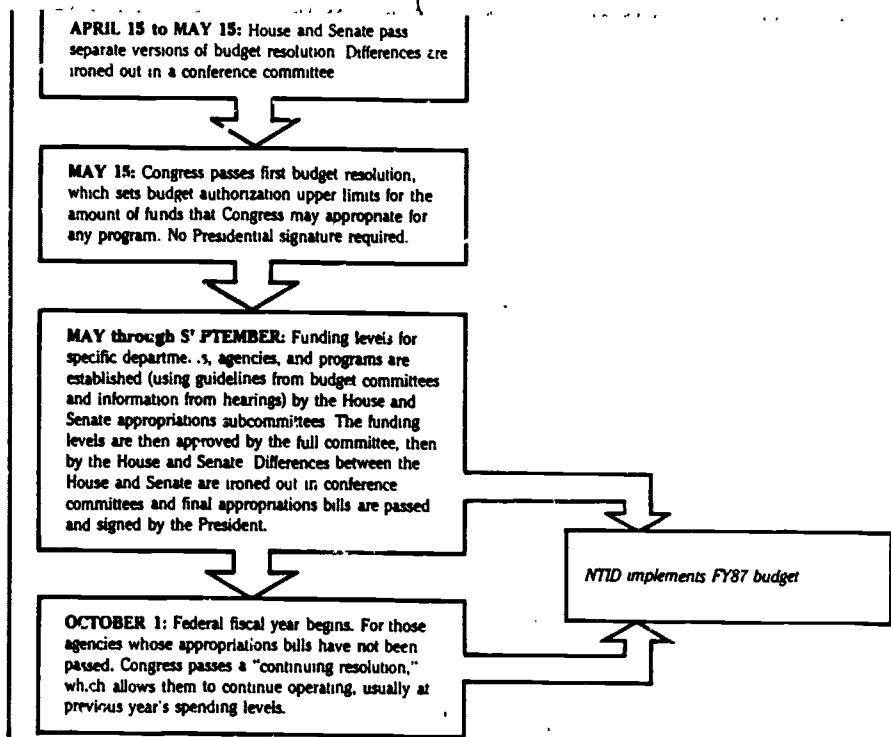 APRIL 15 to MAY 15: House and Senate pass
separate versions of budget resolution Differences are
ironed out in a conference committee
MAY 15: Congress passes first budget resolution,
which sets budget authorization upper limits for the
amount of funds that Congress may appropriate for
any program. No Presidential signature required.
MAY through S' PTEMBER: Funding levels for
specific departme. .s, agencies, and programs are
established (using guidelines from budget committees
and information from hearings) by the House and
Senate appropriations subcommittees The funding
levels are then approved by the full committee, then
by the House and Senate Differences between the
House and Senate are ironed out in conference
committees and final appropriations bills are passed
and signed by the President.
NTID implements FY87 budget
OCTOBER 1: Federal fiscal year begins. For those
agencies whose appropriations bills have not been
passed. Congress passes a "continuing resolution,"
which allows them to continue operating, usually at
previous year's spending levels.